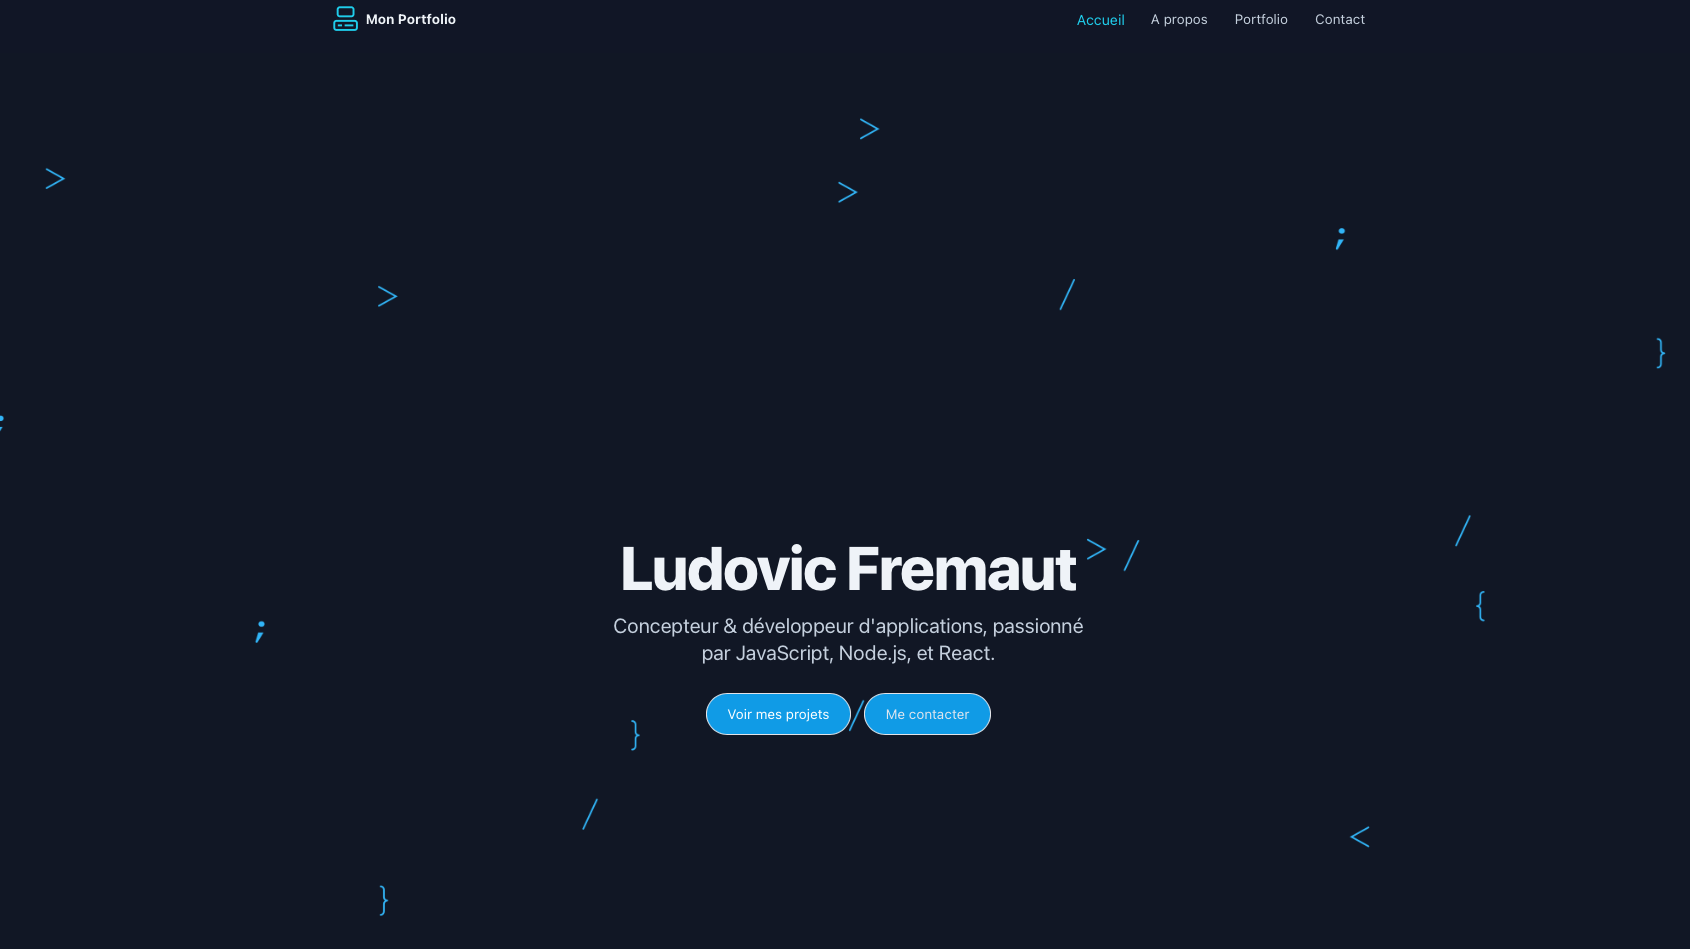 Mon Portfolio
Accueil
A propos
Portfolio
Contact
>
>
>
;
/
>
}
;
/
> /
Ludovic Fremaut
{
Concepteur & développeur d'applications, passionné
;
par JavaScript, Node.js, et React.
Voir mes projets
/
Me contacter
}
/
<
}